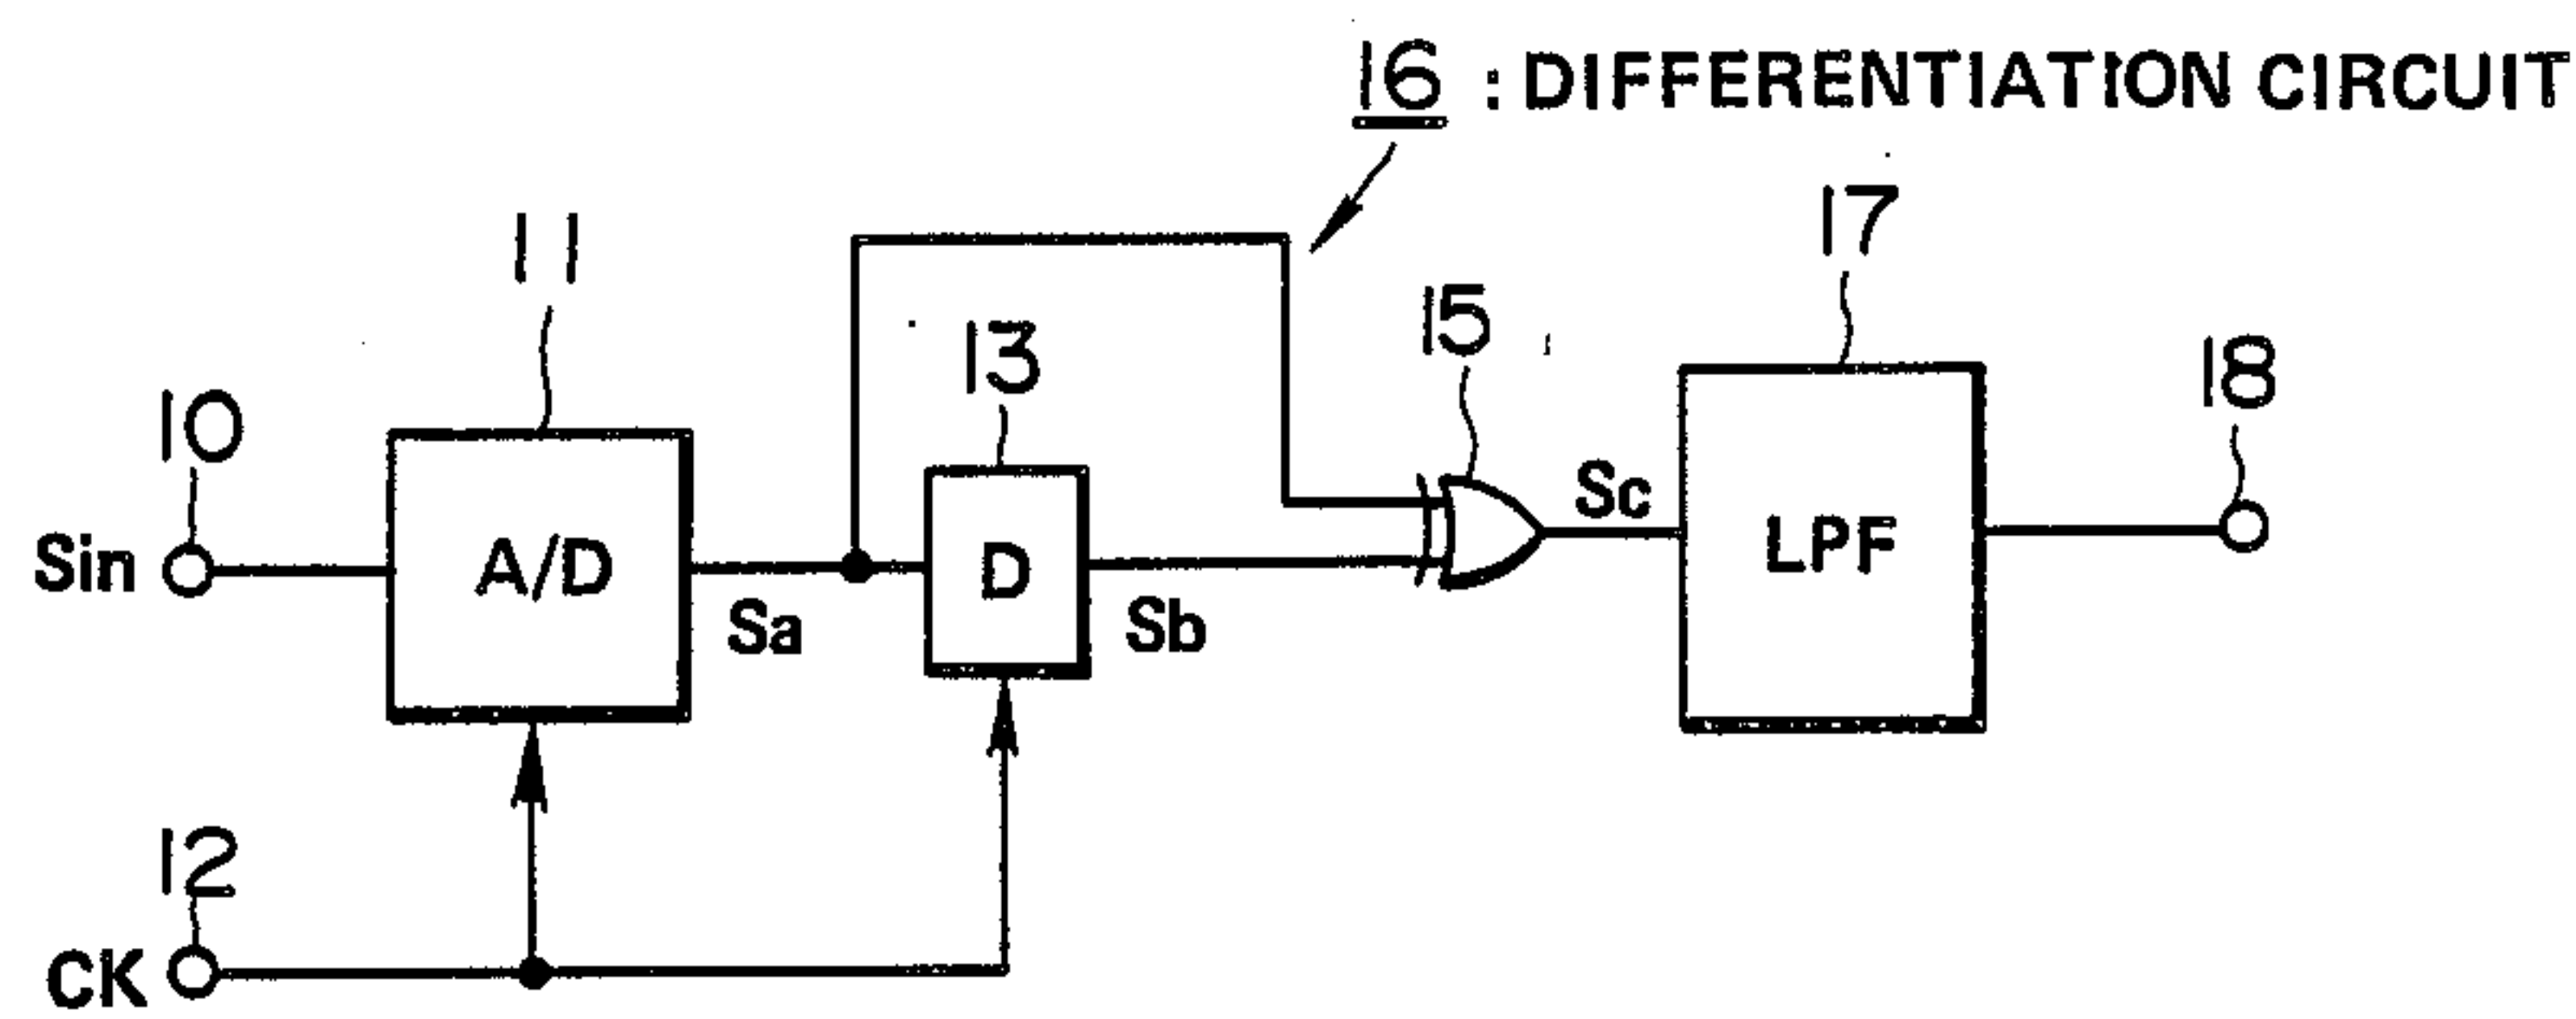 16 : DIFFERENTIATION CIRCUIT
11
17
15
13
18
10
Sc
A/D
D
LPF
Sin
Sa
Sb
12
CK